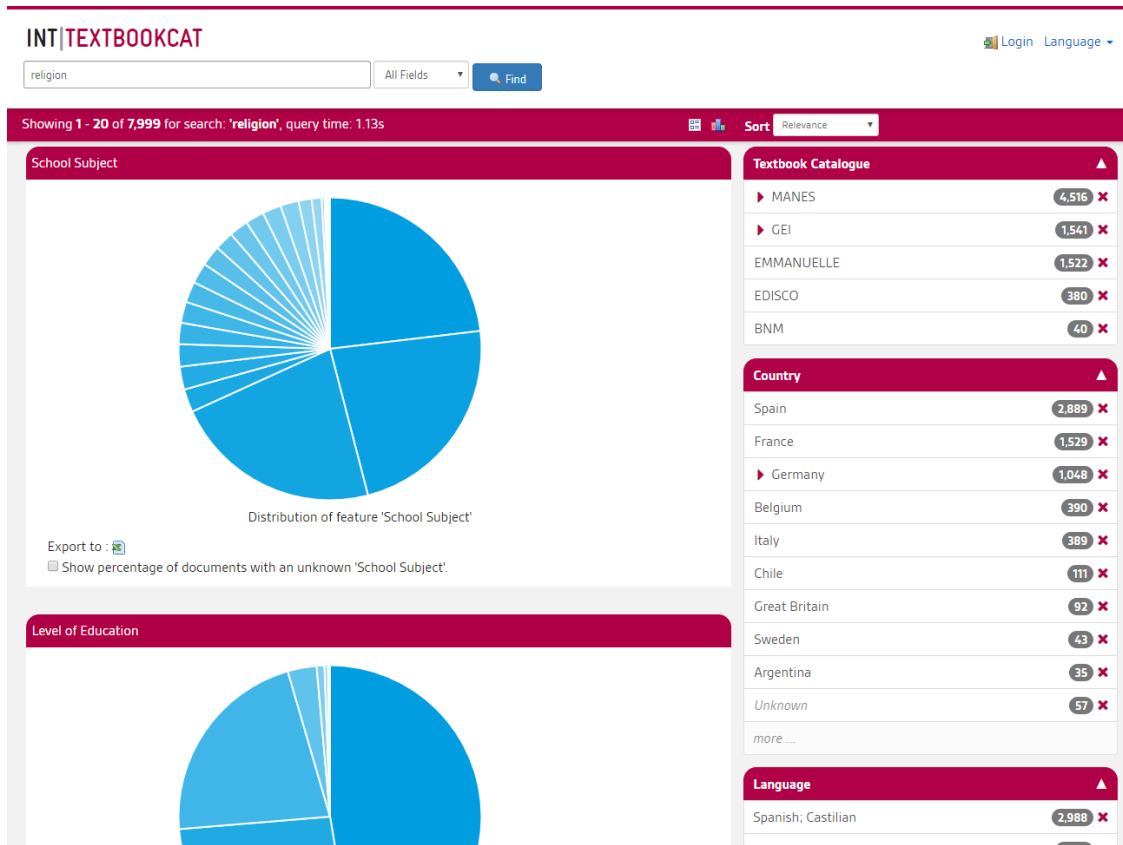 INT|TEXTBOOKCAT
Login Language
religion All Fields Find
Showing 1 - 20 of 7,999 for search: 'religion', query time: 1.13s
Sort Relevance
School Subject
Distribution of feature 'School Subject'
Export to :
Show percentage of documents with an unknown 'School Subject'.
Level of Education
Textbook Catalogue
MANES 4,516
GEI 1,541
EMMANUELLE 1,522
EDISCO 380
BNM 40
Country
Spain 2,889
France 1,529
Germany 1,048
Belgium 390
Italy 389
Chile 111
Great Britain 92
Sweden 43
Argentina 35
Unknown 57
more ...
Language
Spanish; Castilian 2,988